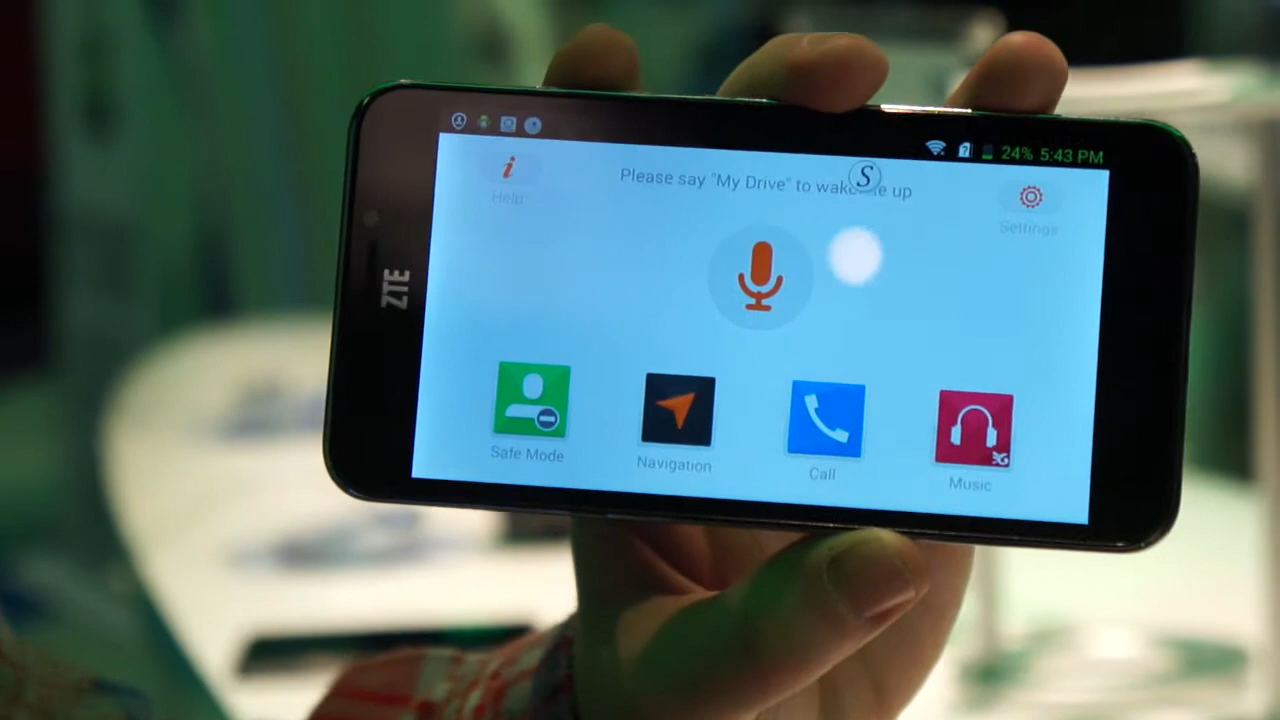 24% 5:43 PM
i
Help
Please say "My Drive" to wake up
S
Settings
ZTE
Safe Mode
Navigation
Call
Music